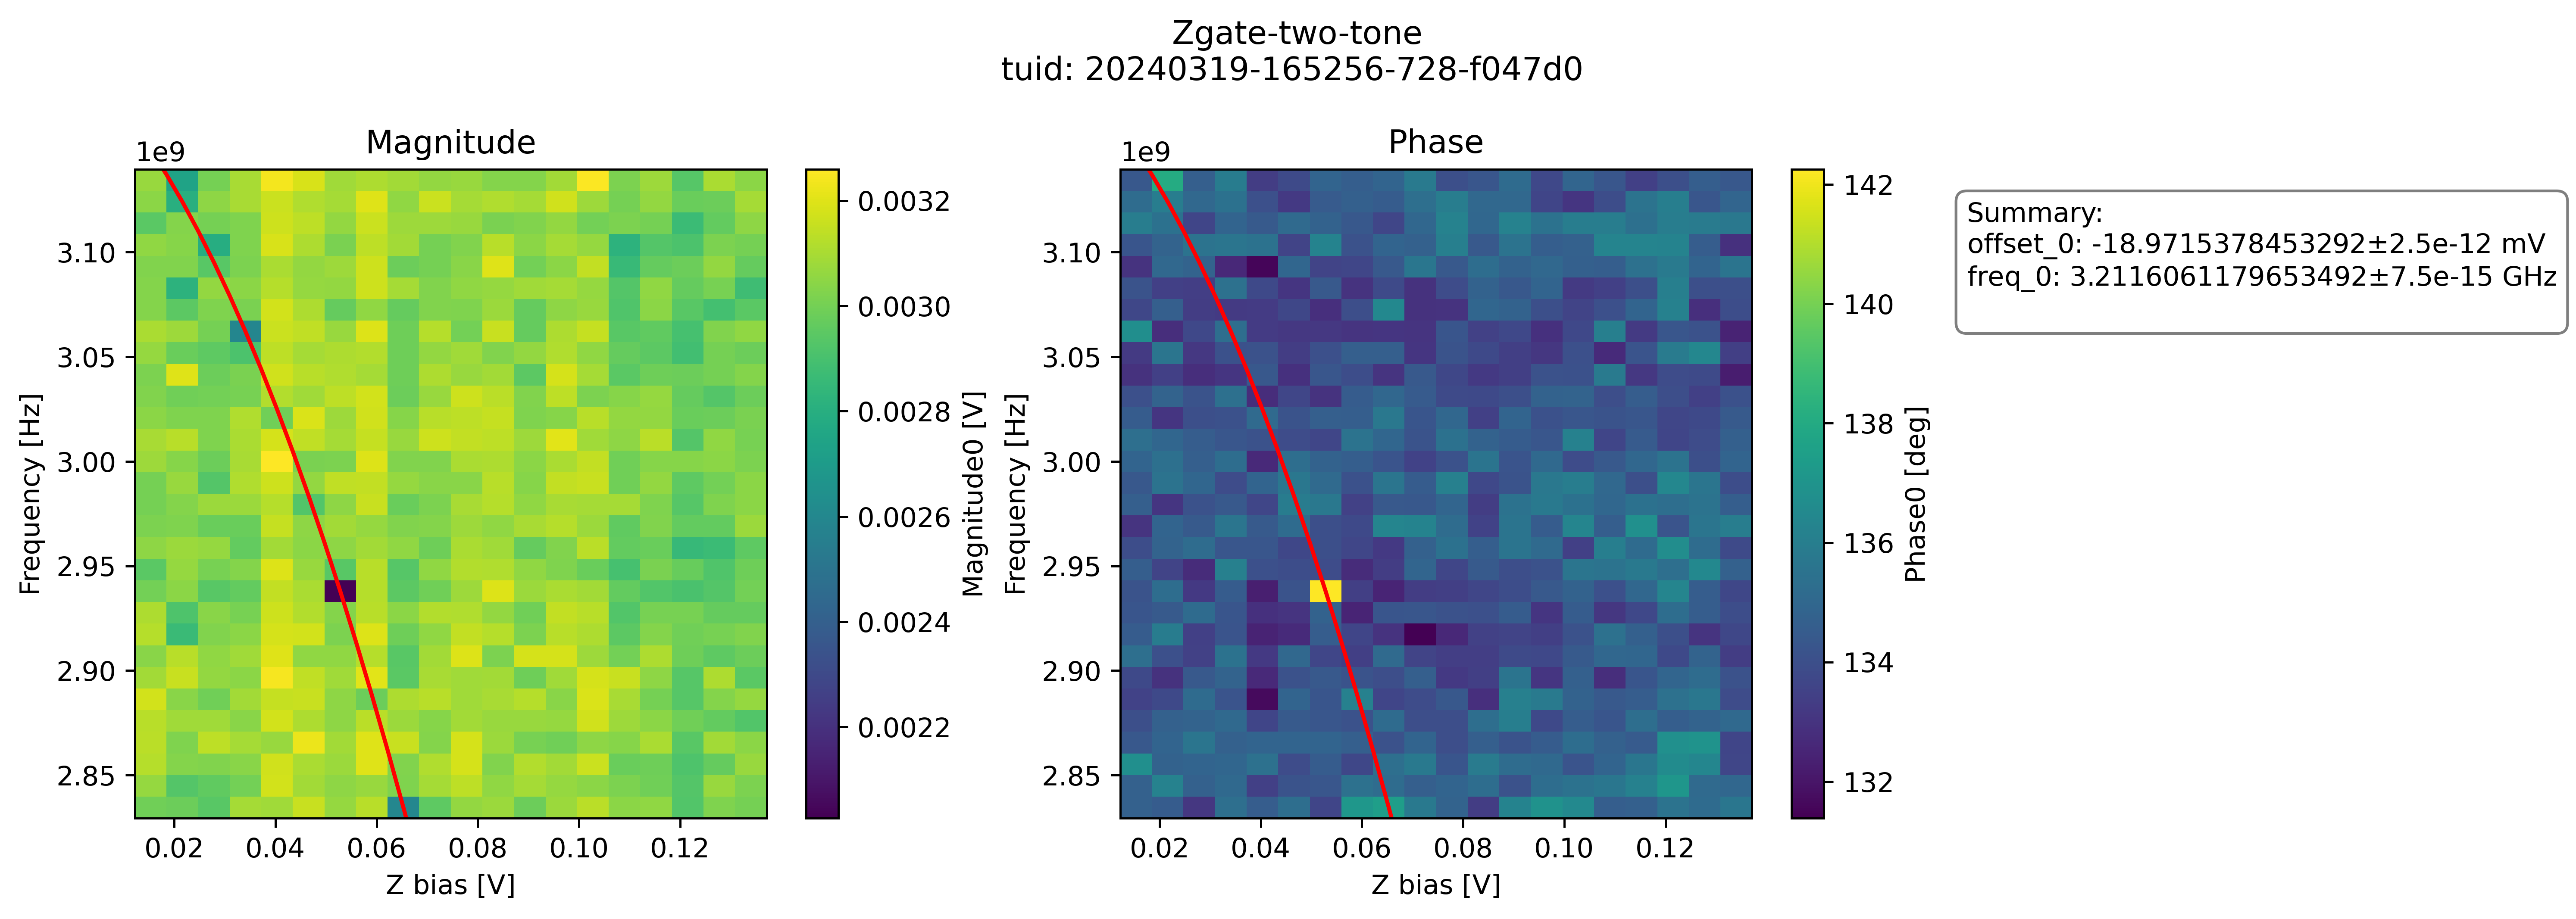 Zgate-two-tone
tuid: 20240319-165256-728-f047d0
Magnitude
1e9
3.10
3.05
3.00
2.95
2.90
2.85
Frequency [Hz]
0.02 0.04 0.06 0.08 0.10 0.12
Z bias [V]
0.0032
0.0030
0.0028
0.0026
0.0024
0.0022
Magnitude0 [V]
Phase
1e9
3.10
3.05
3.00
2.95
2.90
2.85
Frequency [Hz]
0.02 0.04 0.06 0.08 0.10 0.12
Z bias [V]
142
140
138
136
134
132
Phase0 [deg]
Summary:
offset_0: -18.9715378453292±2.5e-12 mV
freq_0: 3.2116061179653492±7.5e-15 GHz